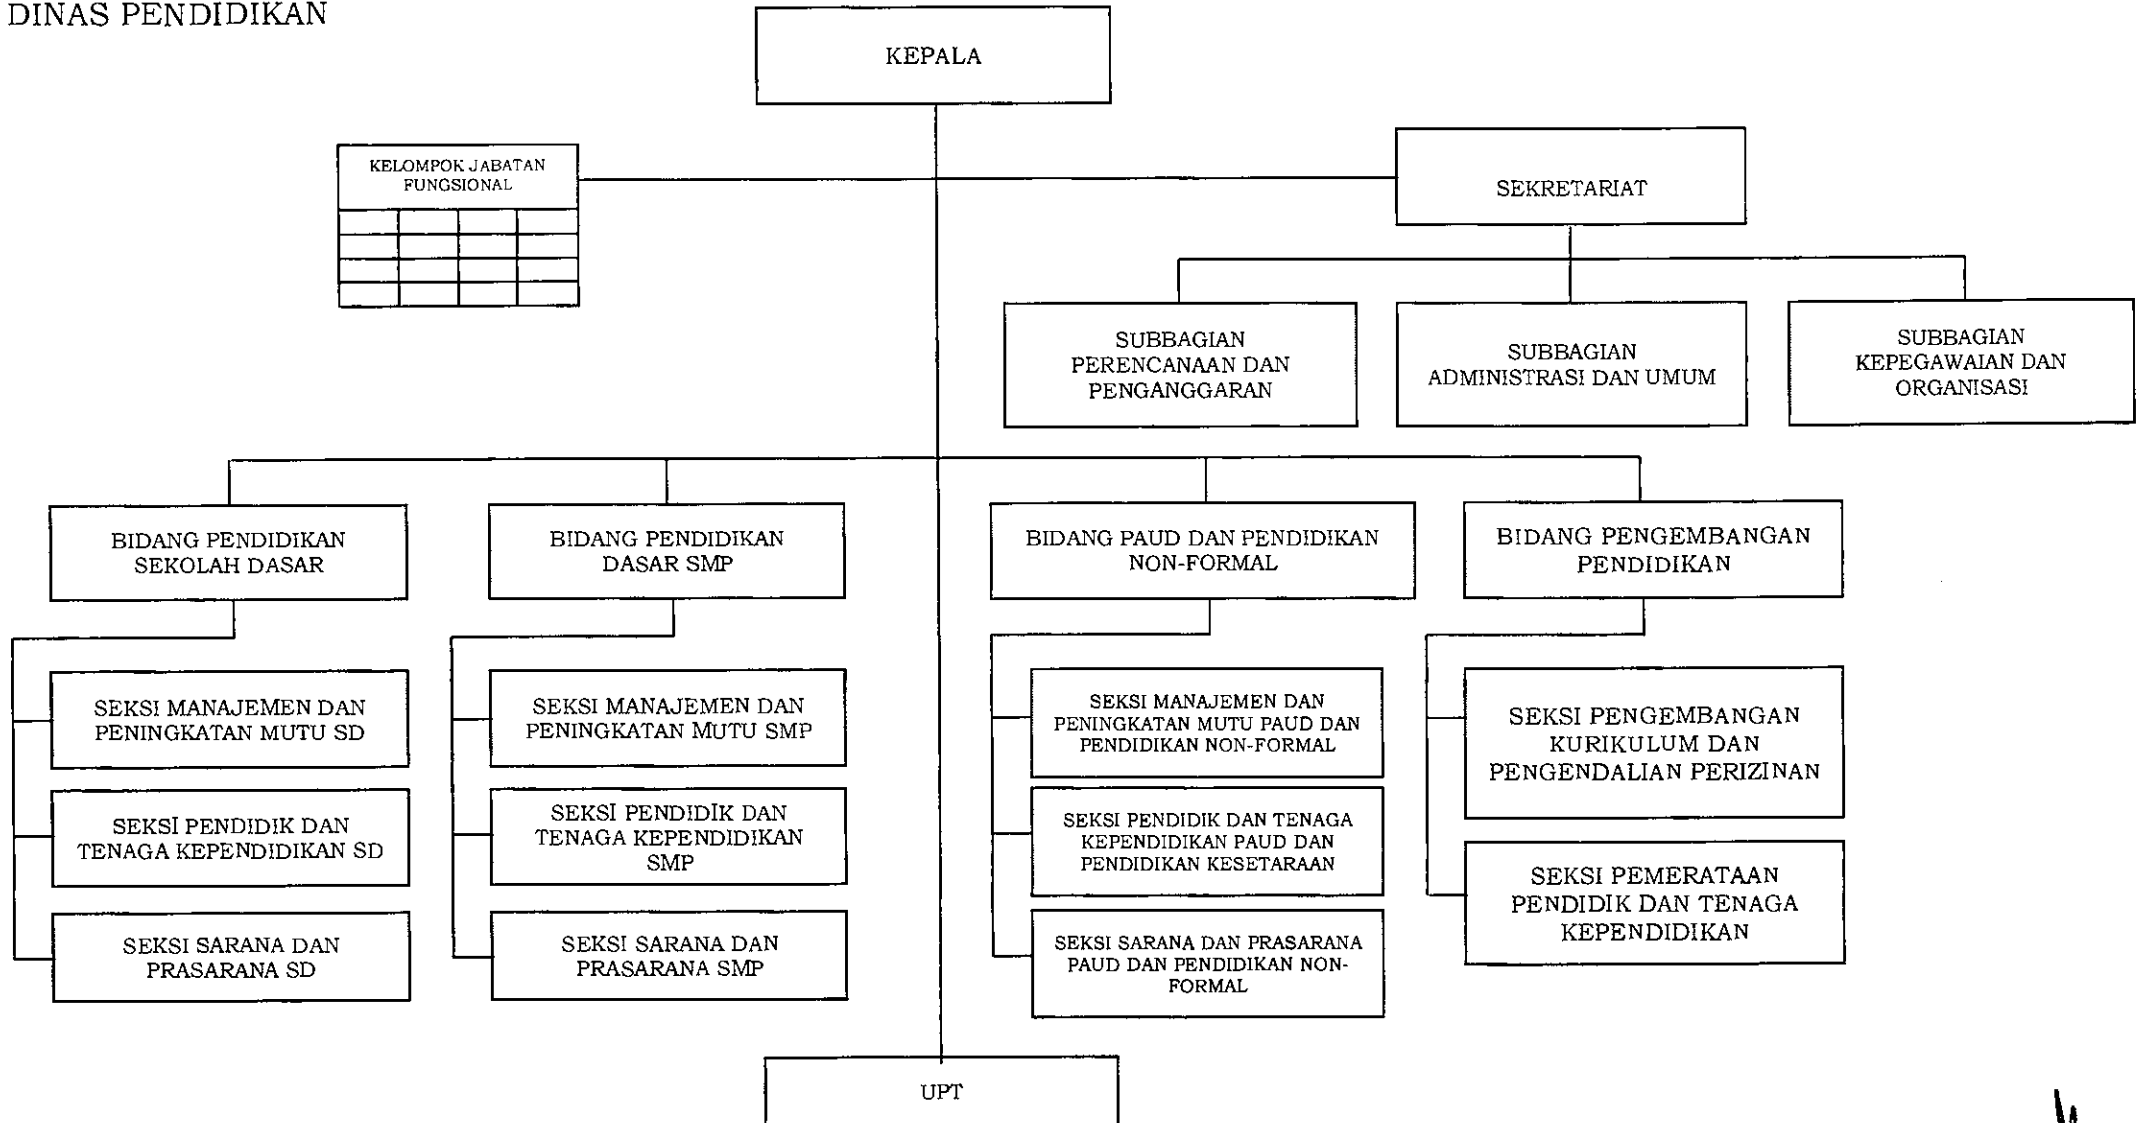 DINAS PENDIDIKAN
KEPALA
KELOMPOK JABATAN
FUNGSIONAL
SEKRETARIAT
SUBBAGIAN
PERENCANAAN DAN
PENGANGGARAN
SUBBAGIAN
ADMINISTRASI DAN UMUM
SUBBAGIAN
KEPEGAWAIAN DAN
ORGANISASI
BIDANG PENDIDIKAN
SEKOLAH DASAR
BIDANG PENDIDIKAN
DASAR SMP
BIDANG PAUD DAN PENDIDIKAN
NON-FORMAL
BIDANG PENGEMBANGAN
PENDIDIKAN
SEKSI MANAJEMEN DAN
PENINGKATAN MUTU SD
SEKSI PENDIDIK DAN
TENAGA KEPENDIDIKAN SD
SEKSI SARANA DAN
PRASARANA SD
SEKSI MANAJEMEN DAN
PENINGKATAN MUTU SMP
SEKSI PENDIDIK DAN
TENAGA KEPENDIDIKAN
SMP
SEKSI SARANA DAN
PRASARANA SMP
SEKSI MANAJEMEN DAN
PENINGKATAN MUTU PAUD DAN
PENDIDIKAN NON-FORMAL
SEKSI PENDIDIK DAN TENAGA
KEPENDIDIKAN PAUD DAN
PENDIDIKAN KESETARAAN
SEKSI SARANA DAN PRASARANA
PAUD DAN PENDIDIKAN NON-
FORMAL
SEKSI PENGEMBANGAN
KURIKULUM DAN
PENGENDALIAN PERIZINAN
SEKSI PEMERATAAN
PENDIDIK DAN TENAGA
KEPENDIDIKAN
UPT